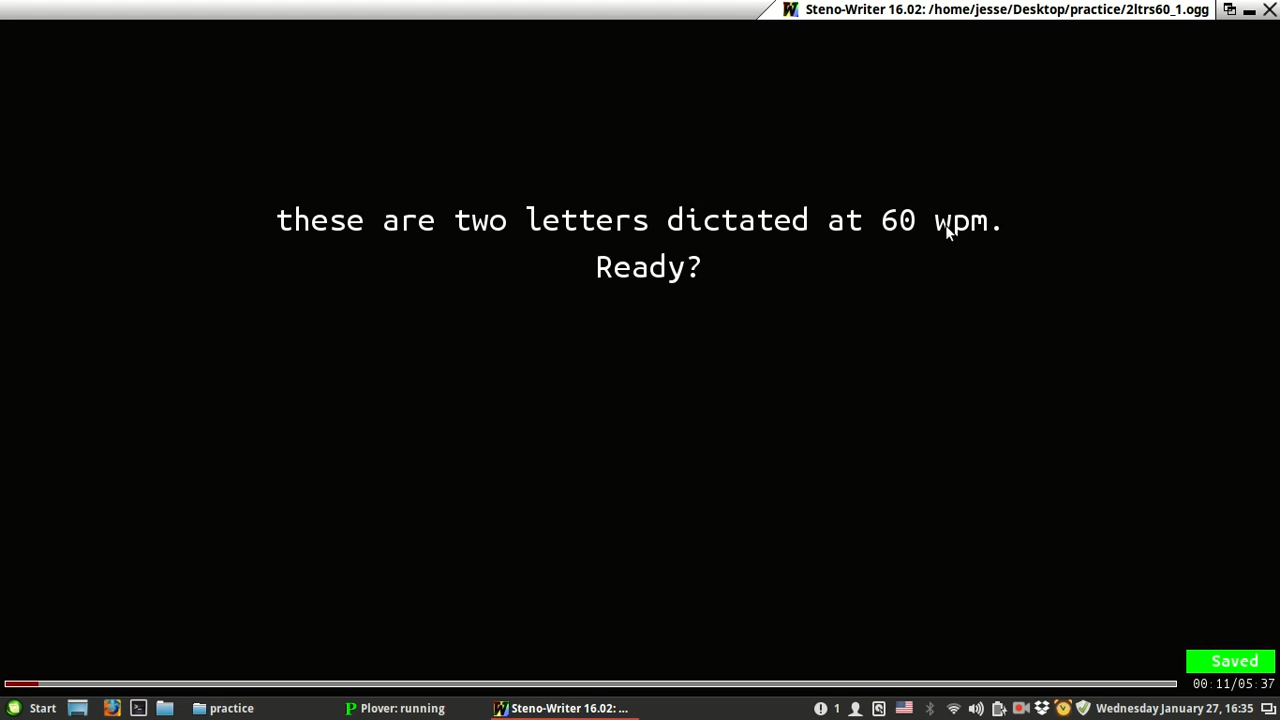 Steno-Writer 16.02: /home/jesse/Desktop/practice/2ltrs60_1.ogg
these are two letters dictated at 60 wpm.
Ready?
Saved
00:11/05:37
Start practice Plover: running Steno-Writer 16.02: ... 1 Wednesday January 27, 16:35